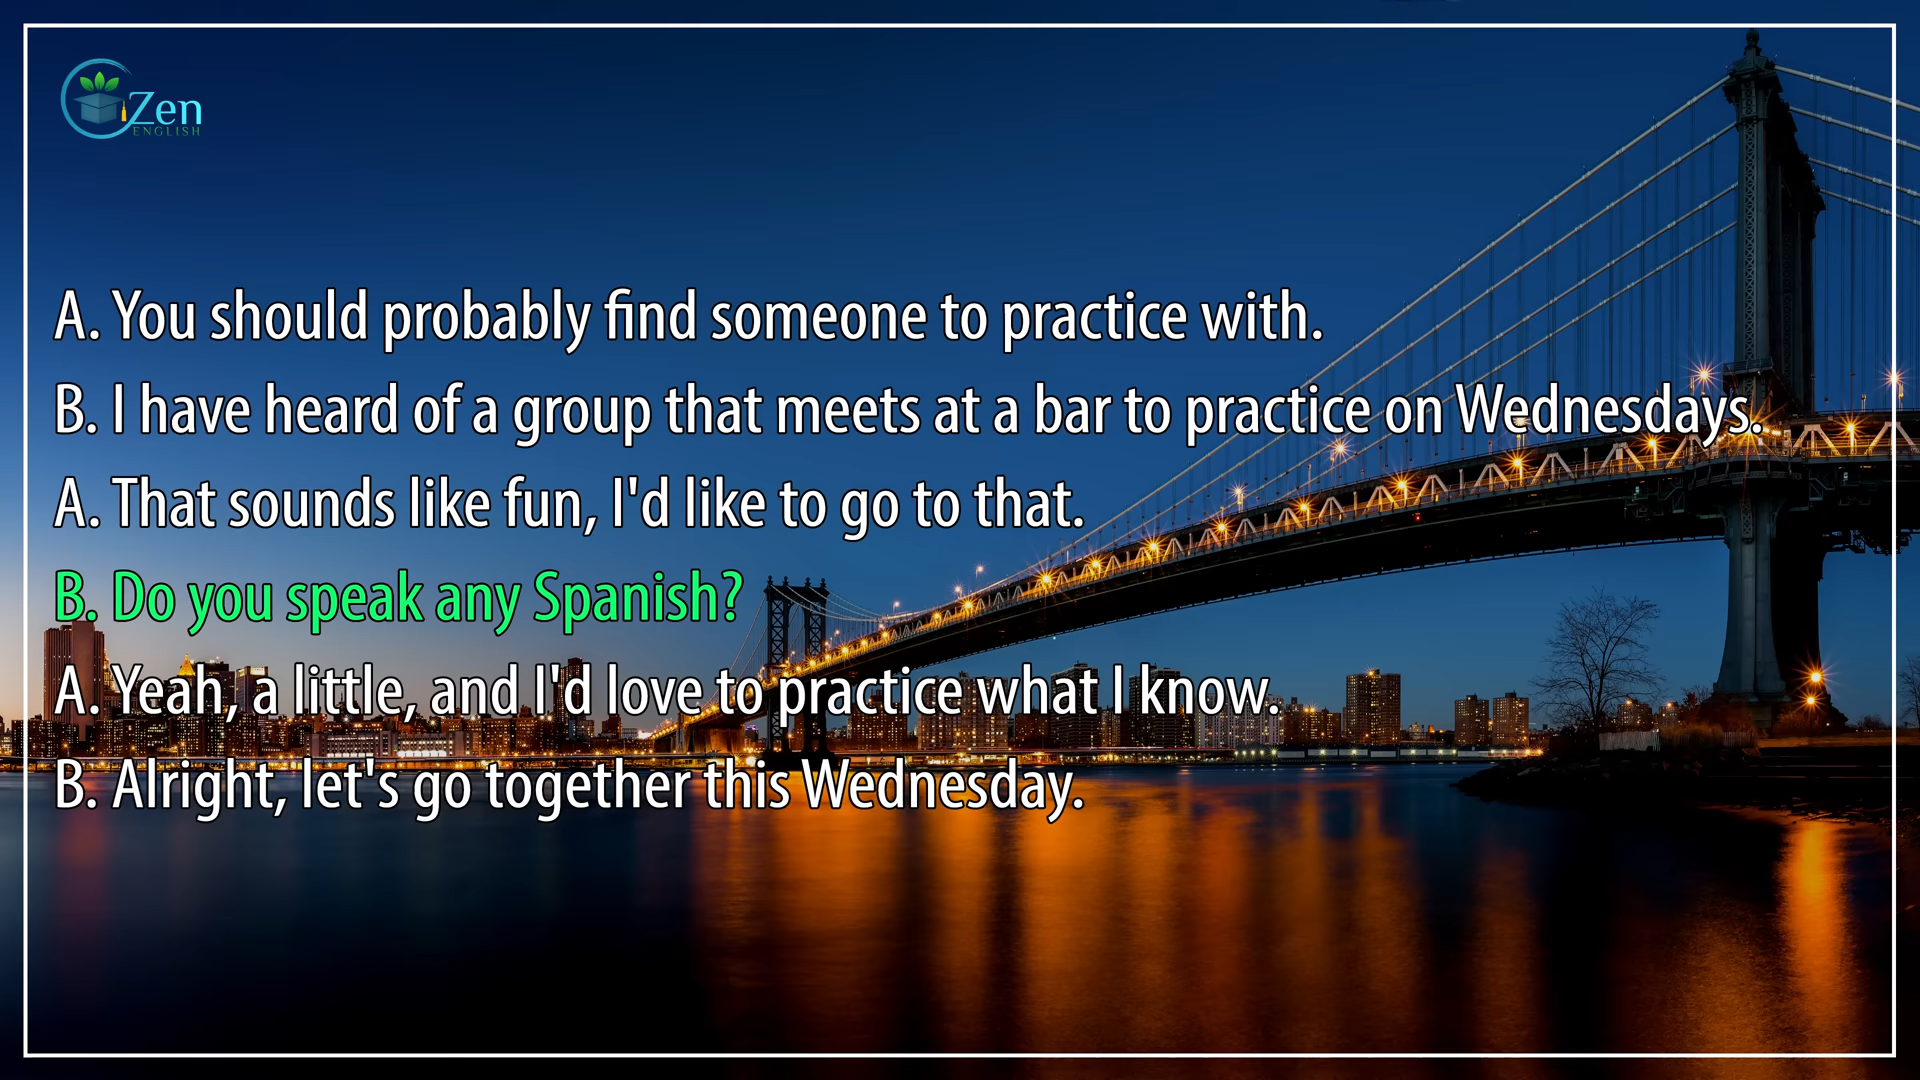 Zen
ENGLISH
A. You should probably find someone to practice with.
B. I have heard of a group that meets at a bar to practice on Wednesdays.
A. That sounds like fun, I'd like to go to that.
B. Do you speak any Spanish?
A. Yeah, a little, and I'd love to practice what I know.
B. Alright, let's go together this Wednesday.